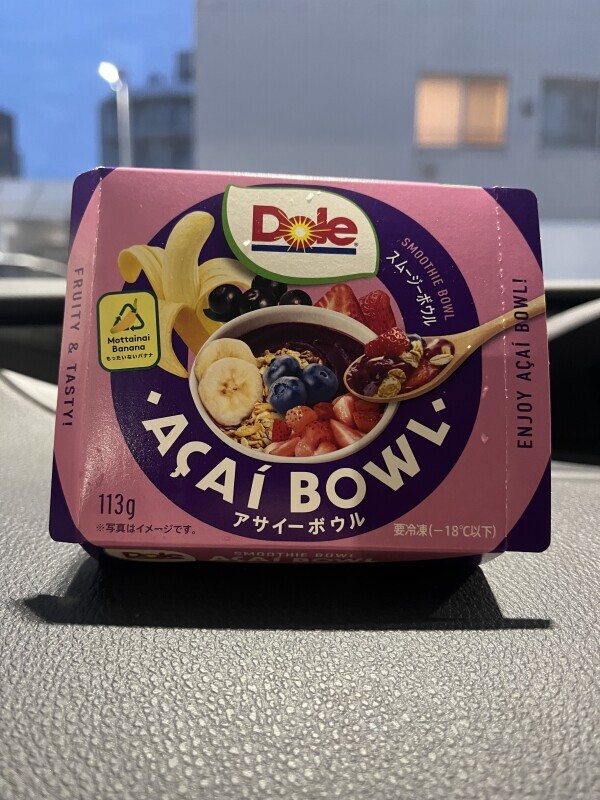 Dole
SMOOTHIE BOWL
スムージーボウル
FRUITY & TASTY!
Mottainai
Banana
もったいないバナナ
ENJOY AÇAÍ BOWL!
・AÇAÍ BOWL・
アサイーボウル
113g
※写真はイメージです。
要冷凍(－18℃以下)
Dole
SMOOTHIE BOWL
AÇAÍ BOWL